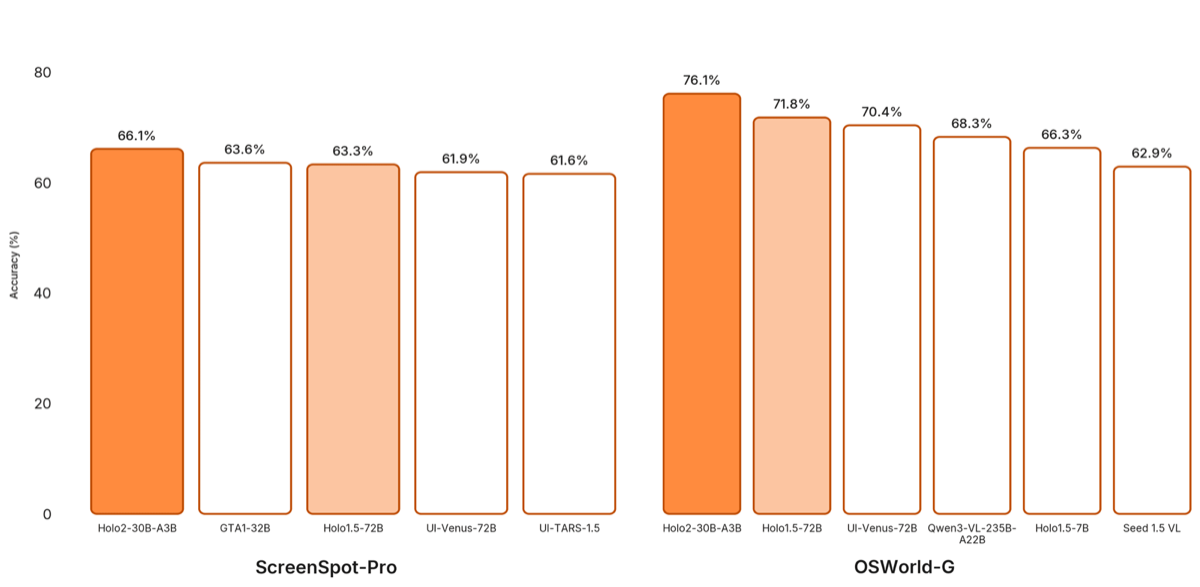 Accuracy (%)
80
60
40
20
0
66.1%
63.6%
63.3%
61.9%
61.6%
Holo2-30B-A3B
GTA1-32B
Holo1.5-72B
UI-Venus-72B
UI-TARS-1.5
ScreenSpot-Pro
76.1%
71.8%
70.4%
68.3%
66.3%
62.9%
Holo2-30B-A3B
Holo1.5-72B
UI-Venus-72B
Qwen3-VL-235B-
A22B
Holo1.5-7B
Seed 1.5 VL
OSWorld-G